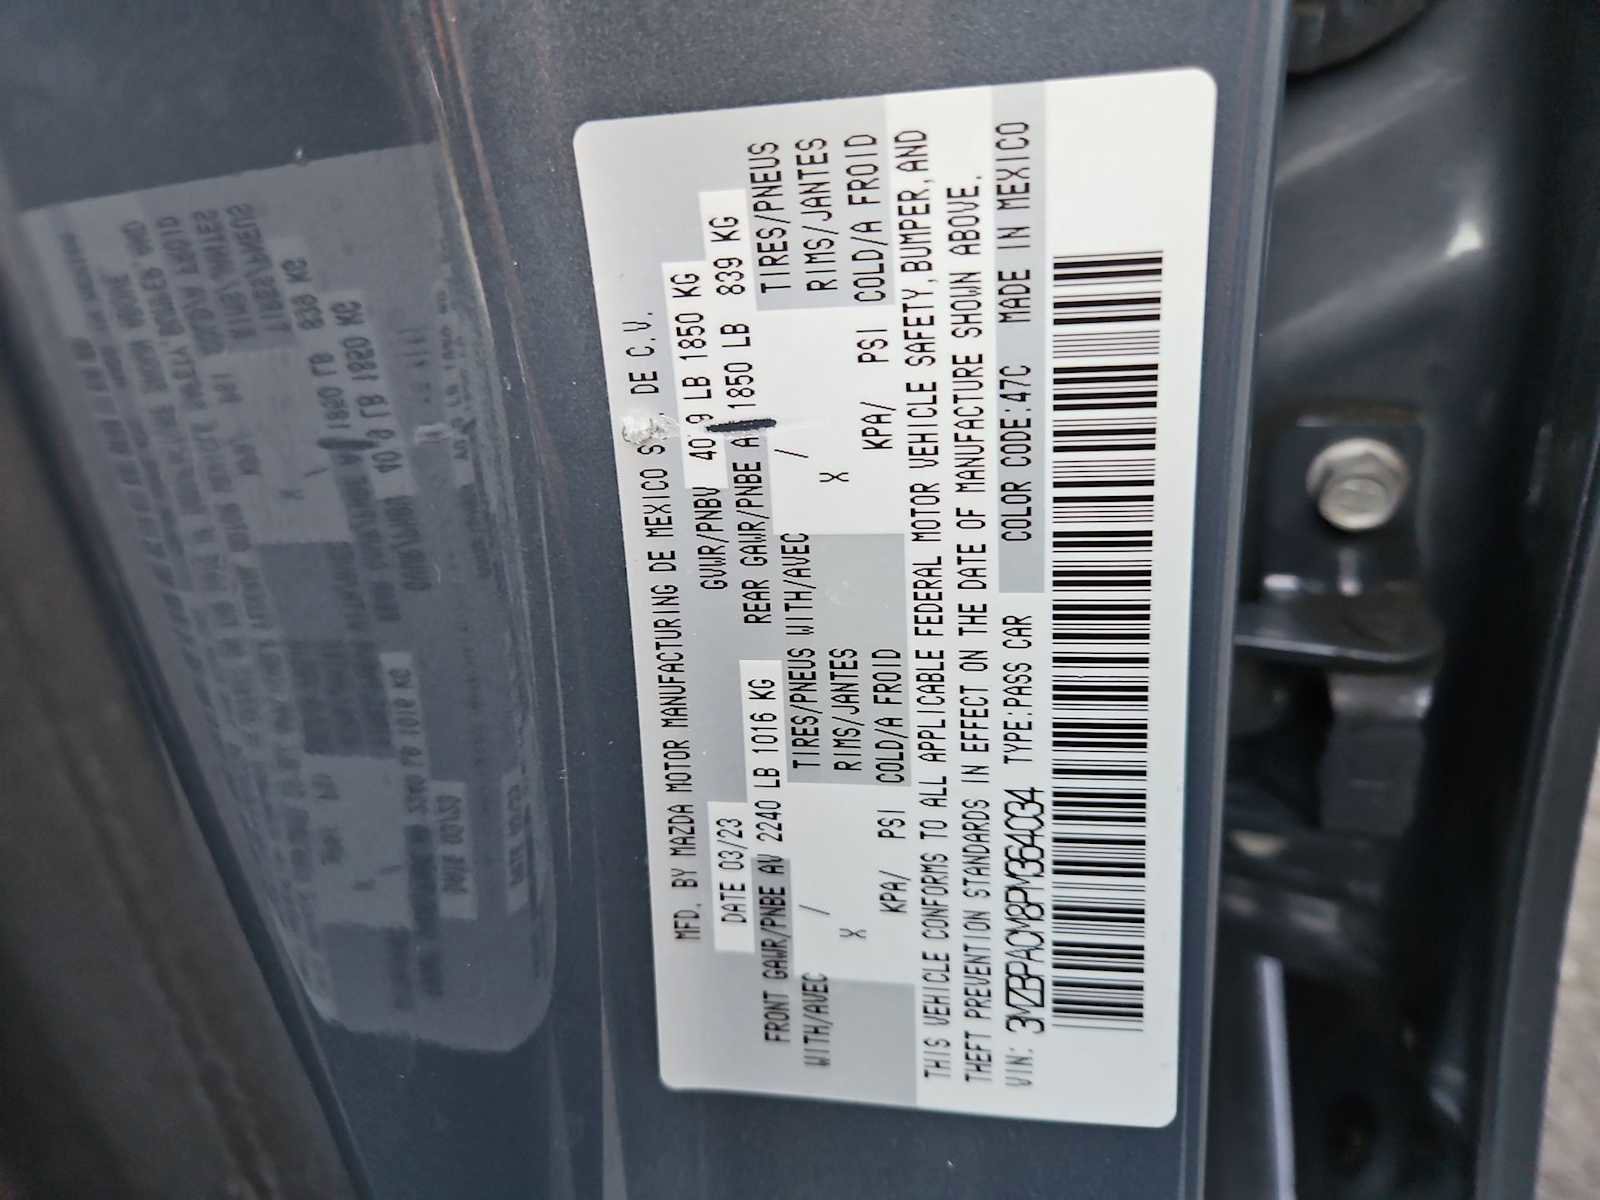 MFD. BY MAZDA MOTOR MANUFACTURING DE MEXICO S DE C.V.
DATE 03/23 GVWR/PNBV LB 1850 KG
FRONT GAWR/PNBE AV 2240 LB 1016 KG REAR GAWR/PNBE A 1850 LB 839 KG
WITH/AVEC / TIRES/PNEUS WITH/AVEC / TIRES/PNEUS
X RIMS/JANTES X RIMS/JANTES
KPA/ PSI COLD/A FROID KPA/ PSI COLD/A FROID
THIS VEHICLE CONFORMS TO ALL APPLICABLE FEDERAL MOTOR VEHICLE SAFETY,BUMPER,AND
THEFT PREVENTION STANDARDS IN EFFECT ON THE DATE OF MANUFACTURE SHOWN ABOVE.
VIN: 3MZBPACM8PM364034 TYPE:PASS CAR COLOR CODE:47C MADE IN MEXICO